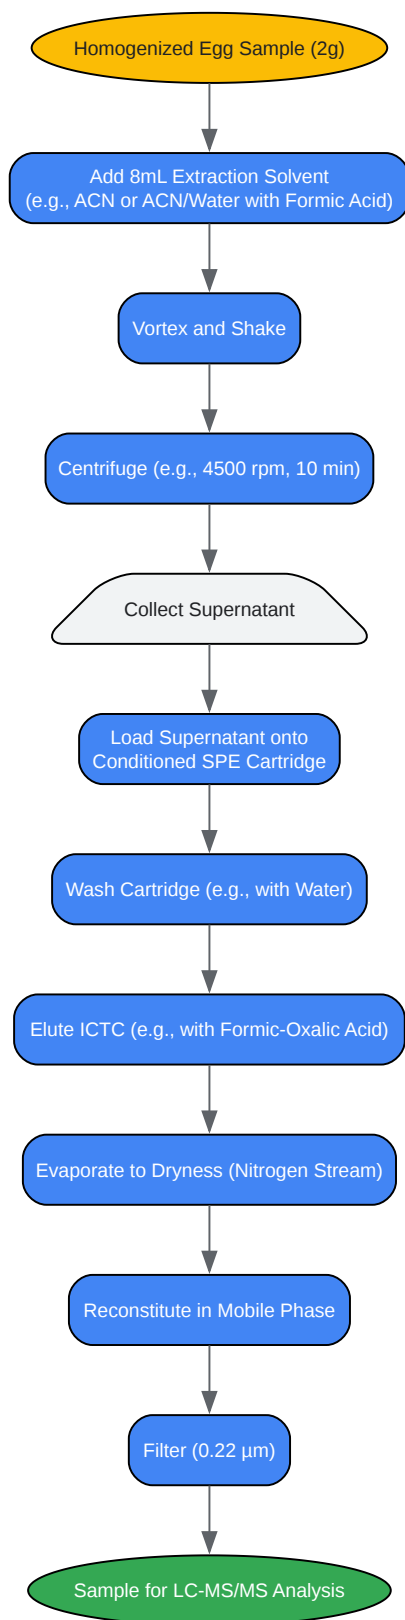 Homogenized Egg Sample (2g)
Add 8mL Extraction Solvent
(e.g., ACN or ACN/Water with Formic Acid)
Vortex and Shake
Centrifuge (e.g., 4500 rpm, 10 min)
Collect Supernatant
Load Supernatant onto
Conditioned SPE Cartridge
Wash Cartridge (e.g., with Water)
Elute ICTC (e.g., with Formic-Oxalic Acid)
Evaporate to Dryness (Nitrogen Stream)
Reconstitute in Mobile Phase
Filter (0.22 µm)
Sample for LC-MS/MS Analysis